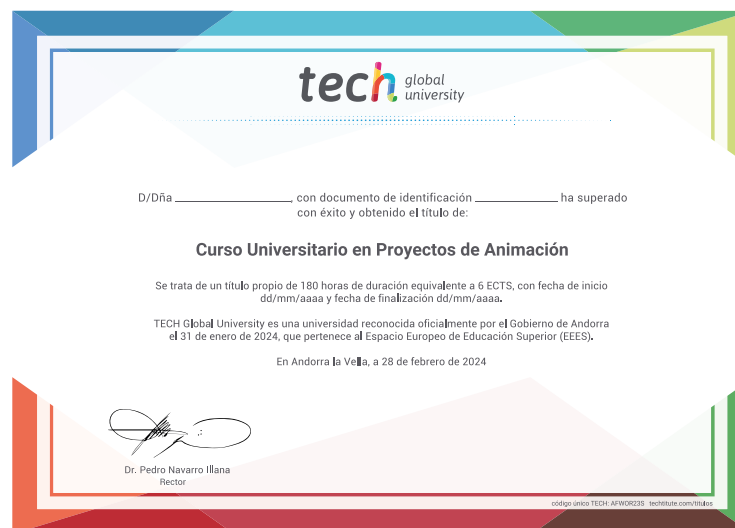 tech global
university
D/Dña ______________________, con documento de identificación ________________ ha superado
con éxito y obtenido el título de:
Curso Universitario en Proyectos de Animación
Se trata de un título propio de 180 horas de duración equivalente a 6 ECTS, con fecha de inicio
dd/mm/aaaa y fecha de finalización dd/mm/aaaa.
TECH Global University es una universidad reconocida oficialmente por el Gobierno de Andorra
el 31 de enero de 2024, que pertenece al Espacio Europeo de Educación Superior (EEES).
En Andorra la Vella, a 28 de febrero de 2024
Dr. Pedro Navarro Illana
Rector
código único TECH: AFWOR23S techtitute.com/titulos